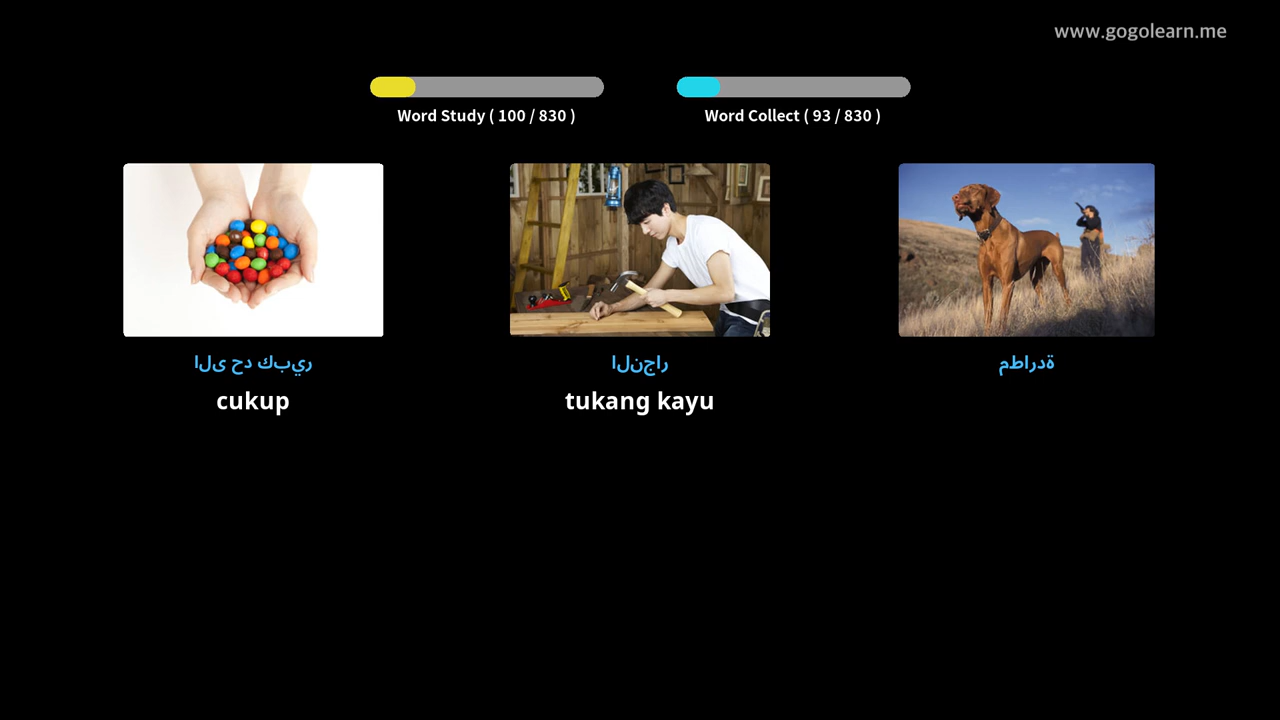 www.gogolearn.me
Word Study ( 100 / 830 )
Word Collect ( 93 / 830 )
الى حد كبير
cukup
النجار
tukang kayu
مطاردة